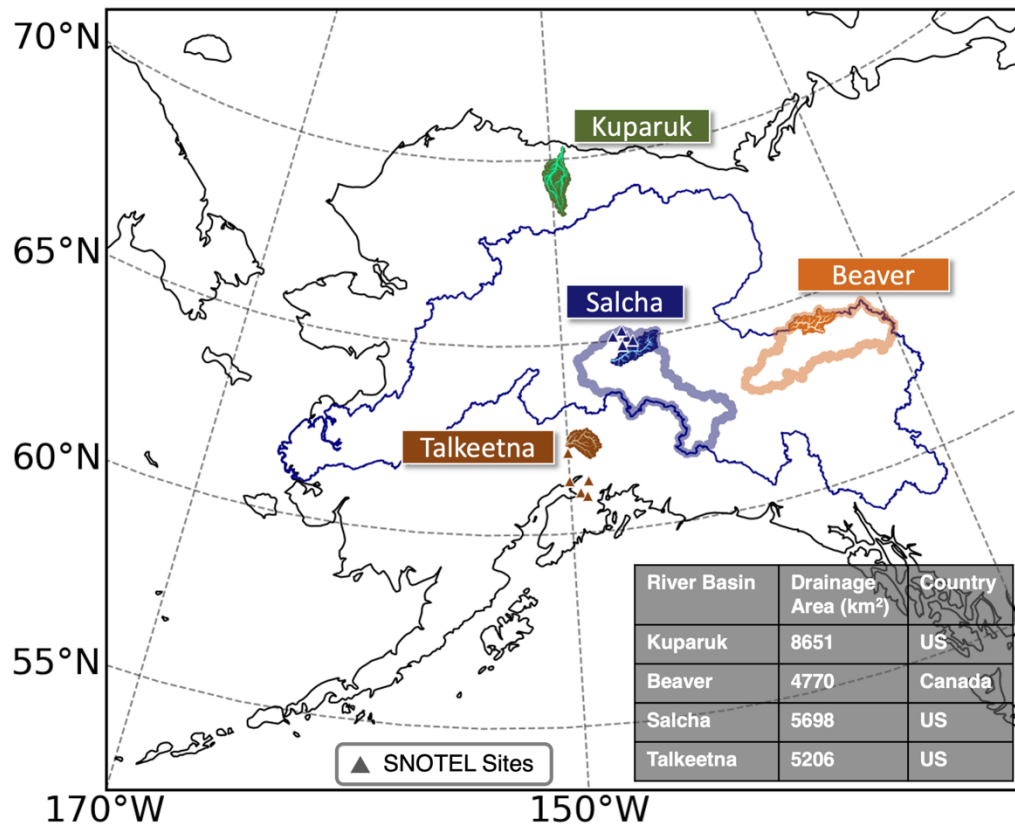 70°N
Kuparuk
65°N
Beaver
Salcha
Talkeetna
60°N
55°N
River Basin Drainage Area (km²) Country
Kuparuk 8651 US
Beaver 4770 Canada
Salcha 5698 US
Talkeetna 5206 US
SNOTEL Sites
170°W 150°W